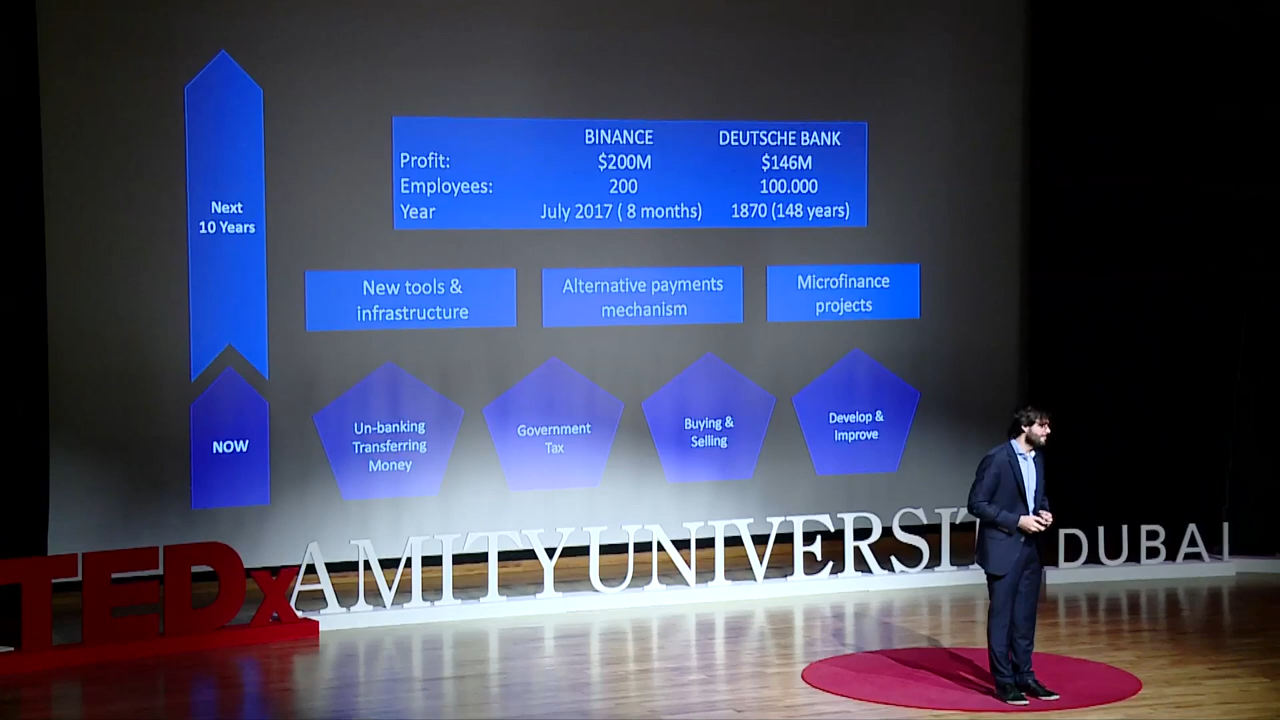 BINANCE DEUTSCHE BANK
Profit: $200M $146M
Employees: 200 100.000
Year July 2017 ( 8 months) 1870 (148 years)
Next
10 Years
New tools &
infrastructure
Alternative payments
mechanism
Microfinance
projects
NOW
Un-banking
Transferring
Money
Government
Tax
Buying &
Selling
Develop &
Improve
TEDxAMITYUNIVERSIT DUBAI